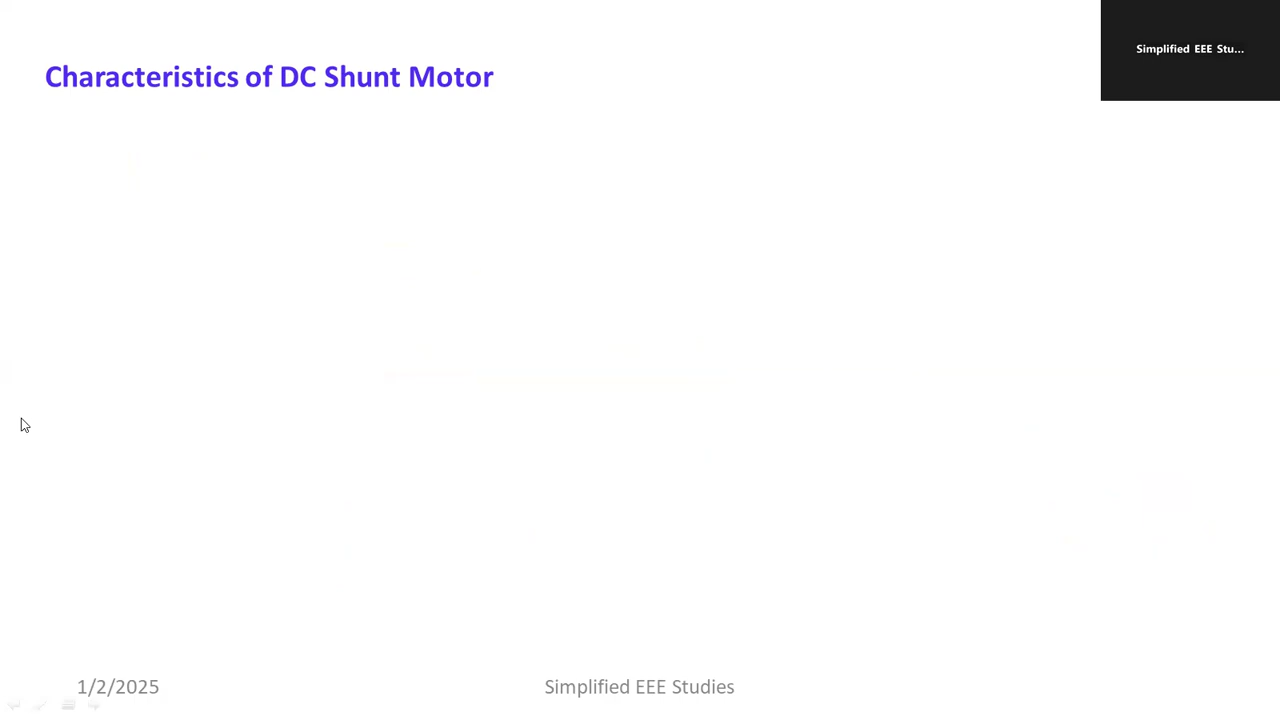 Simplified EEE Stu...
Characteristics of DC Shunt Motor
1/2/2025
Simplified EEE Studies